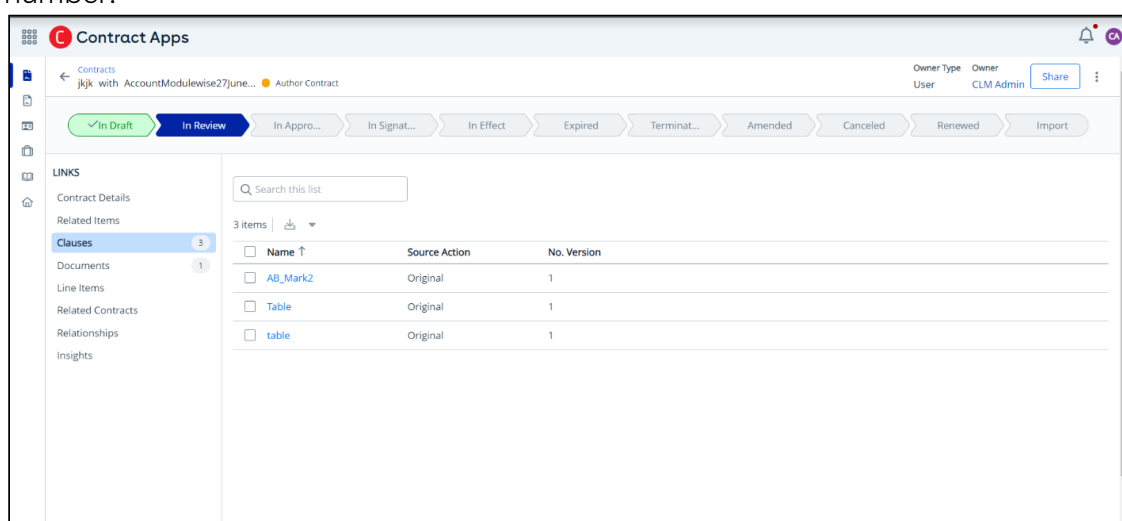 number.
Contract Apps
CA
Contracts
jkjk with AccountModulewise27June... Author Contract
Owner Type Owner
User CLM Admin
Share
In Draft In Review In Appro... In Signat... In Effect Expired Terminat... Amended Canceled Renewed Import
LINKS
Contract Details
Related Items
Clauses 3
Documents 1
Line Items
Related Contracts
Relationships
Insights
Search this list
3 items
Name ↑ Source Action No. Version
AB_Mark2 Original 1
Table Original 1
table Original 1